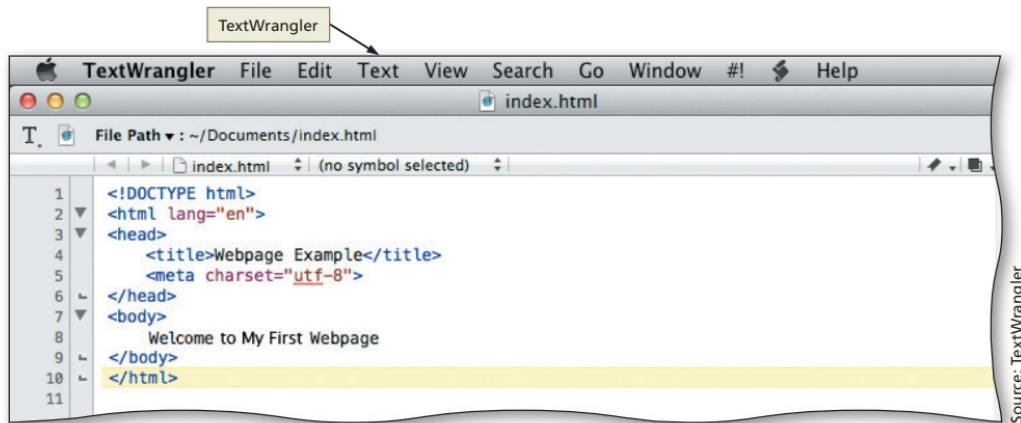 TextWrangler
TextWrangler File Edit Text View Search Go Window #! Help
index.html
File Path ▾ : ~/Documents/index.html
index.html (no symbol selected)
1 <!DOCTYPE html>
2 <html lang="en">
3 <head>
4 <title>Webpage Example</title>
5 <meta charset="utf-8">
6 </head>
7 <body>
8 Welcome to My First Webpage
9 </body>
10 </html>
11
Source: TextWrangler